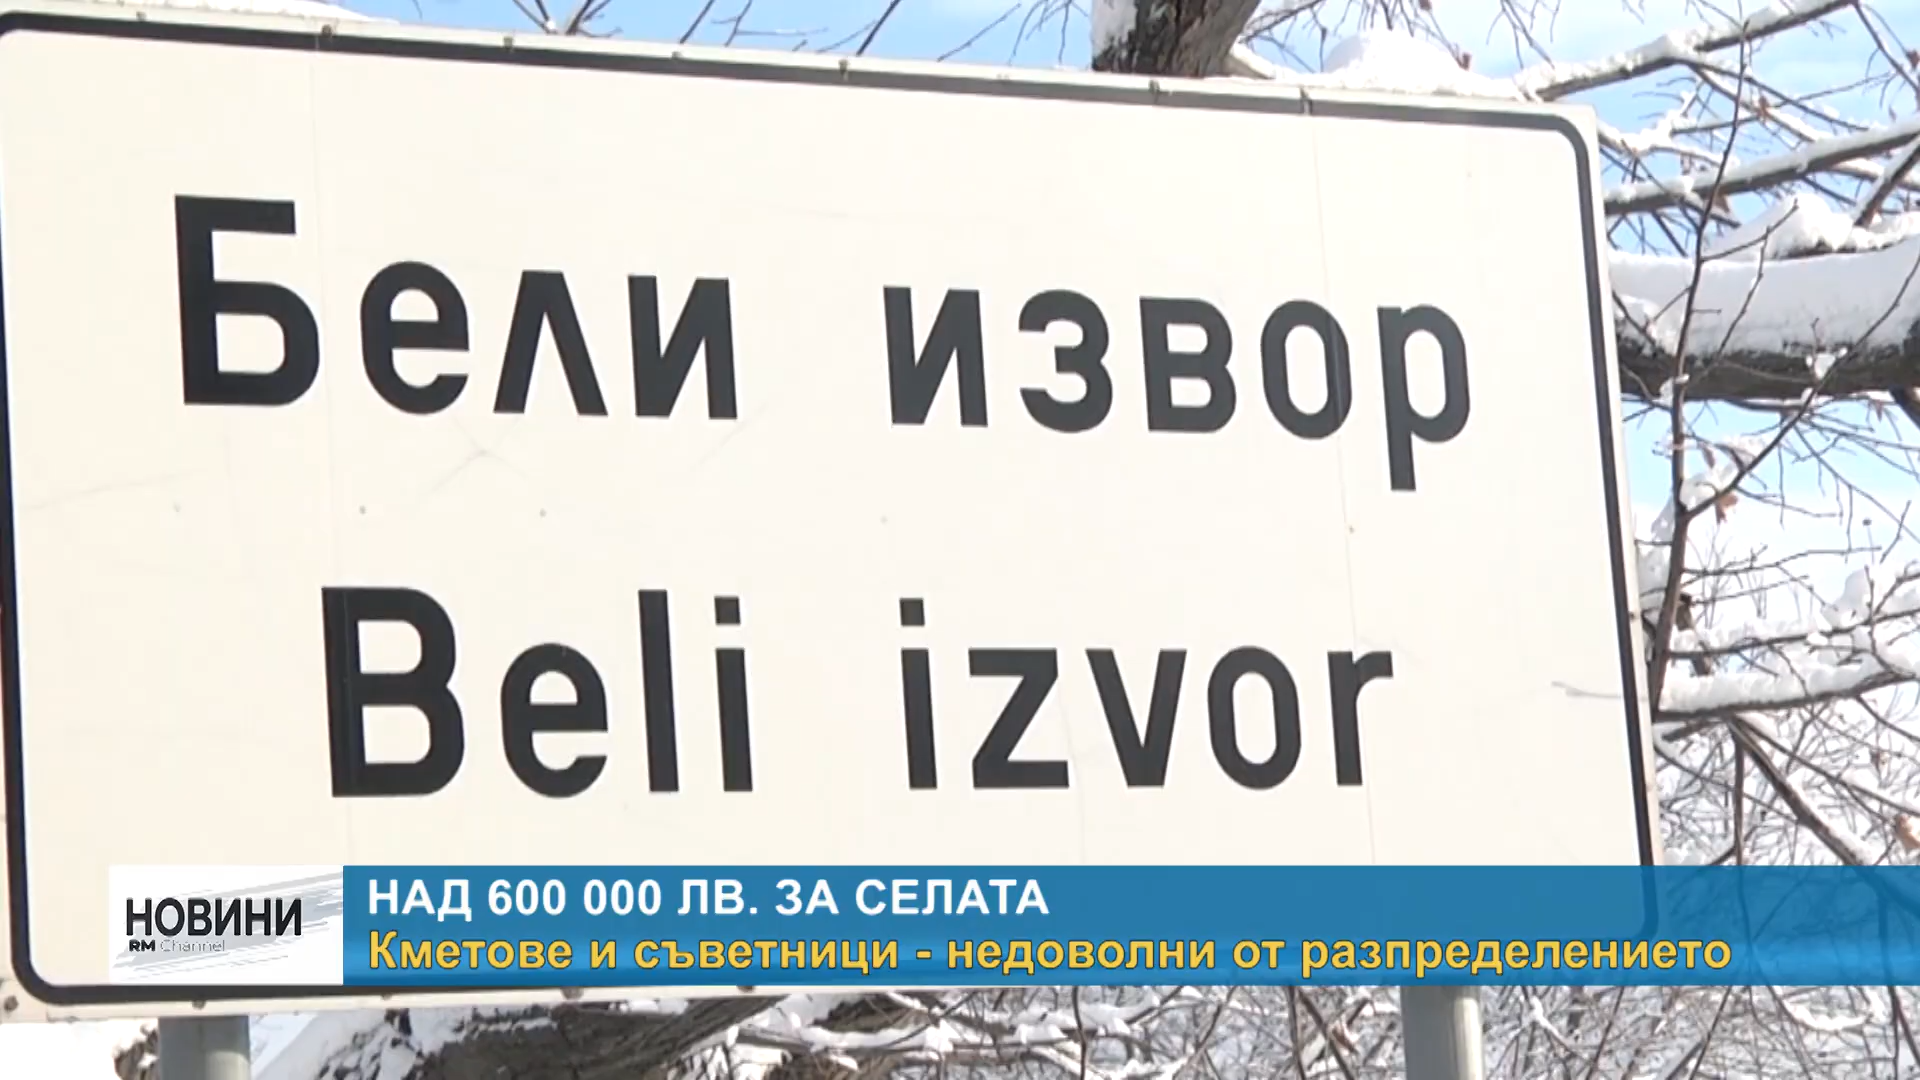 Бели извор
Beli izvor
НОВИНИ
RM Channel
НАД 600 000 ЛВ. ЗА СЕЛАТА
Кметове и съветници - недоволни от разпределението